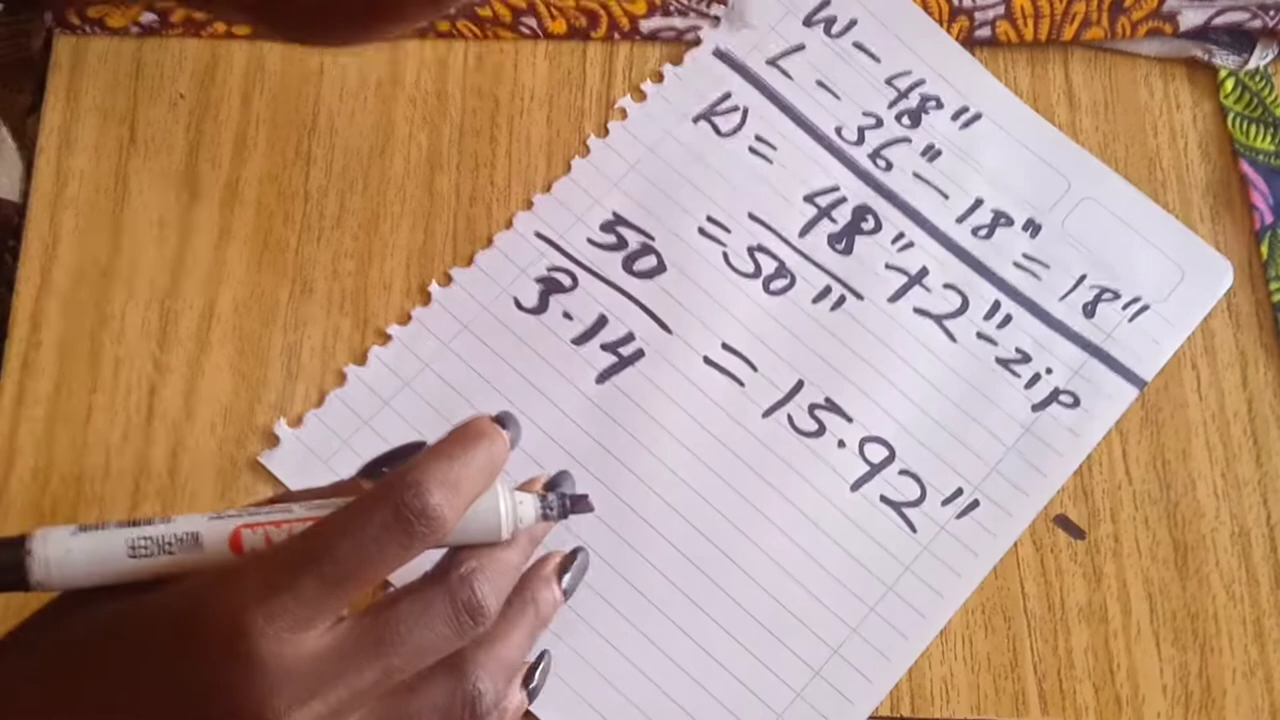 W - 48"
L - 36" - 18" = 18"
R) = 48" + 2" - zip
= 50"
50
3.14
= 15.92"